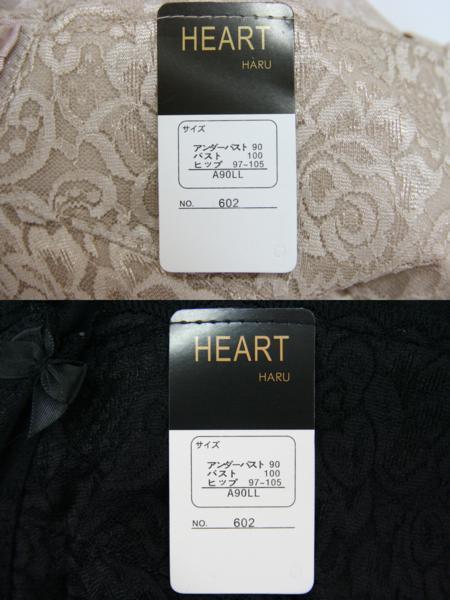 HEART
HARU
サイズ
アンダーバスト 90
バスト 100
ヒップ 97-105
A90LL
NO. 602
HEART
HARU
サイズ
アンダーバスト 90
バスト 100
ヒップ 97-105
A90LL
NO. 602